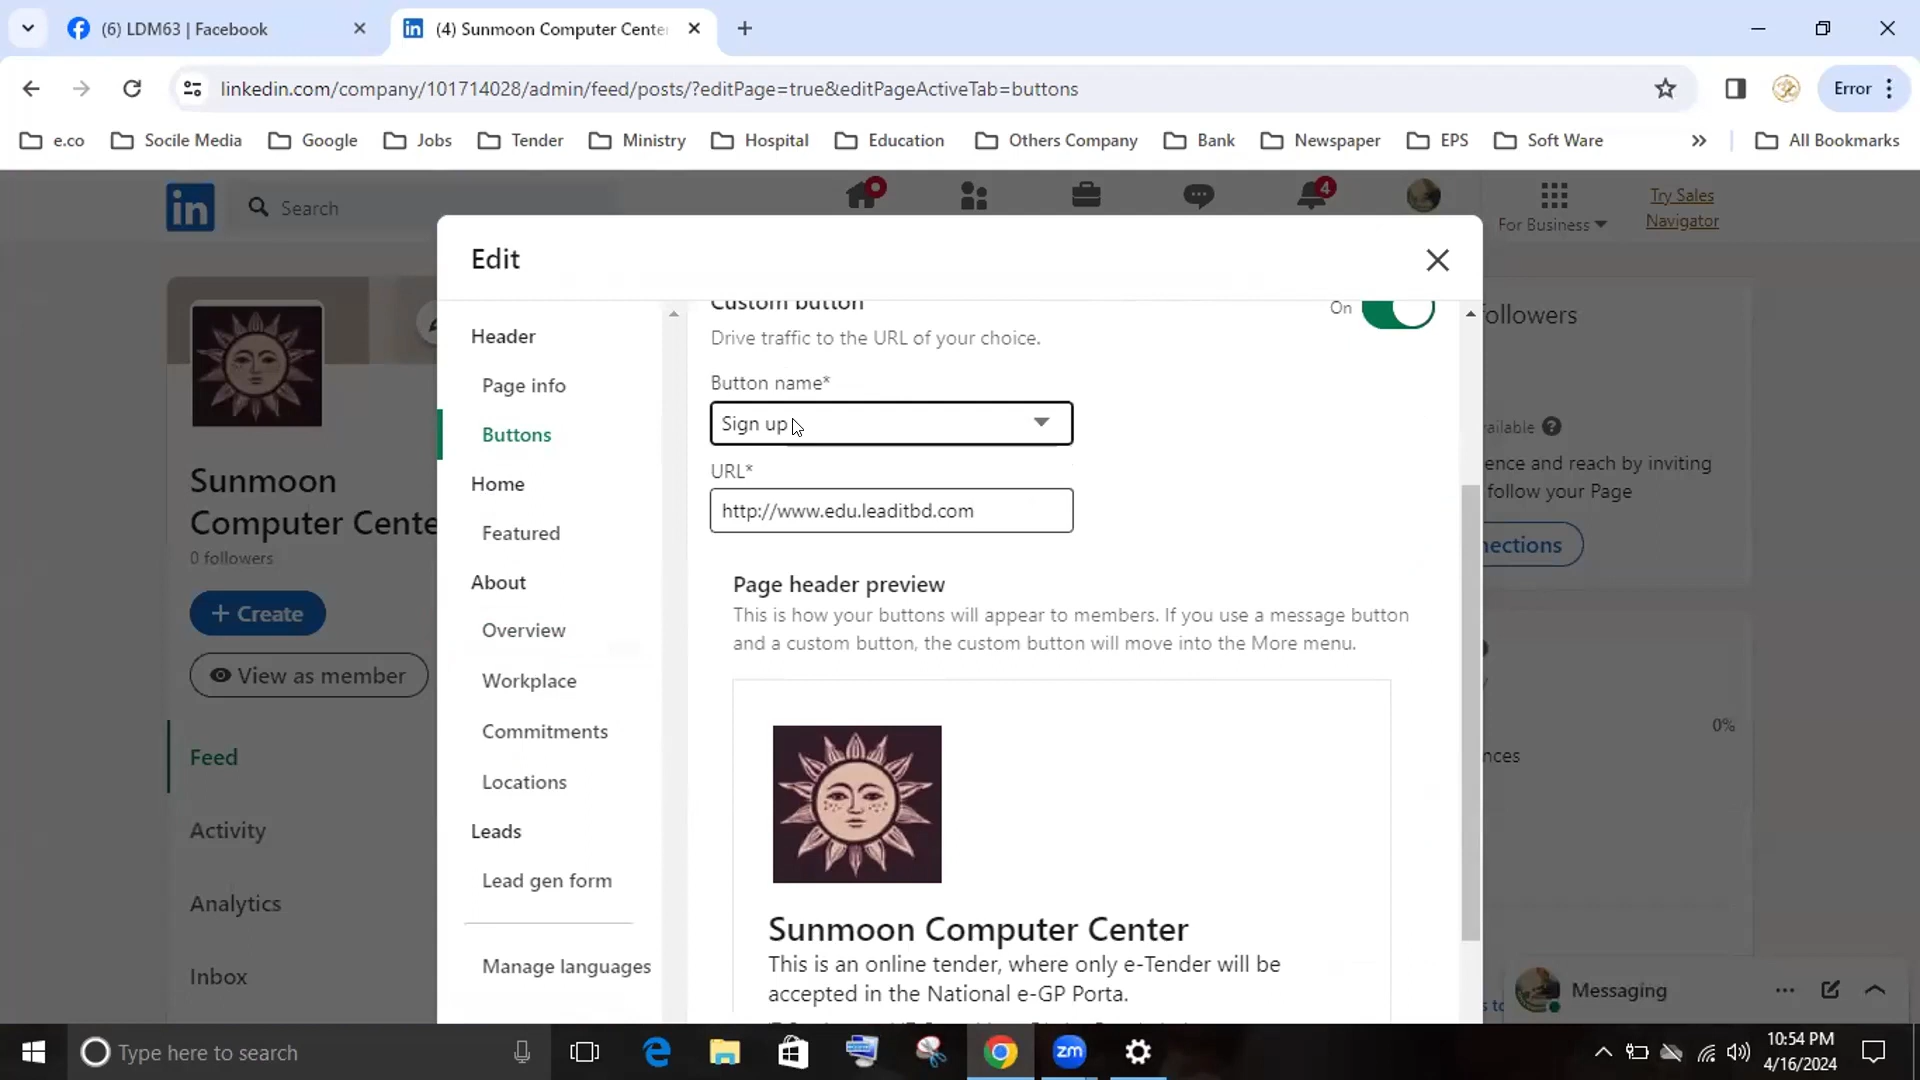 (6) LDM63 | Facebook
(4) Sunmoon Computer Cente
linkedin.com/company/101714028/admin/feed/posts/?editPage=true&editPageActiveTab=buttons
Error
e.co
Socile Media
Google
Jobs
Tender
Ministry
Hospital
Education
Others Company
Bank
Newspaper
EPS
Soft Ware
All Bookmarks
in
Search
4
For Business
Try Sales
Navigator
Edit
Header
Page info
Buttons
Home
Featured
About
Overview
Workplace
Commitments
Locations
Leads
Lead gen form
Manage languages
Custom button
On
Drive traffic to the URL of your choice.
Button name*
Sign up
URL*
http://www.edu.leaditbd.com
Page header preview
This is how your buttons will appear to members. If you use a message button
and a custom button, the custom button will move into the More menu.
Sunmoon Computer Center
This is an online tender, where only e-Tender will be
accepted in the National e-GP Porta.
Sunmoon
Computer Cente
0 followers
+ Create
View as member
Feed
Activity
Analytics
Inbox
followers
ence and reach by inviting
follow your Page
0%
Messaging
Type here to search
zm
10:54 PM
4/16/2024